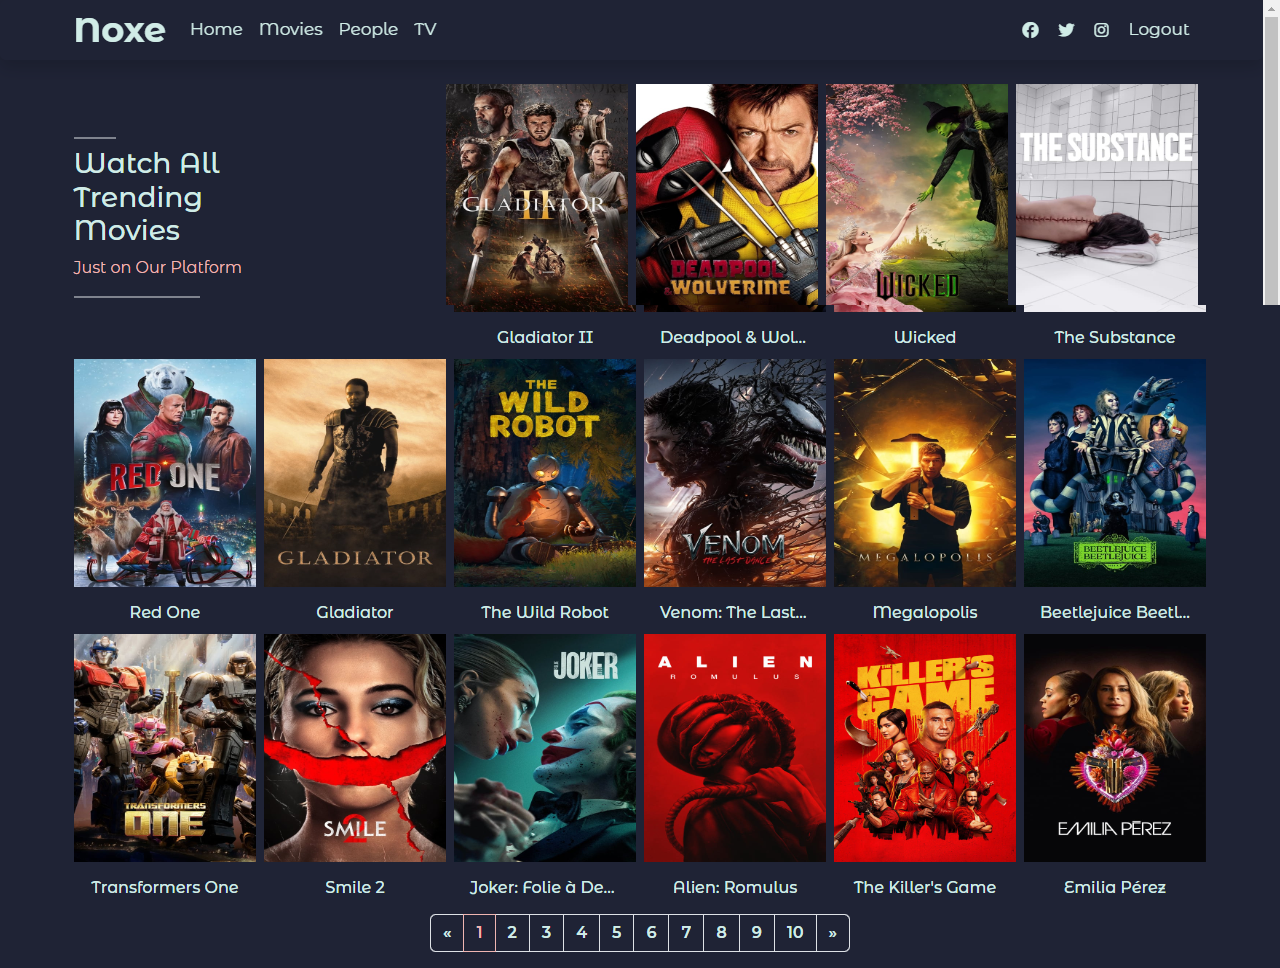 Noxe Home Movies People TV Logout
Watch All
Trending
Movies
Just on Our Platform
GLADIATOR
II
DEADPOOL
& WOLVERINE
WICKED
THE SUBSTANCE
Gladiator II
Deadpool & Wol...
Wicked
The Substance
RED ONE
GLADIATOR
THE
WILD
ROBOT
VENOM
THE LAST DANCE
MEGALOPOLIS
BEETLEJUICE
BEETLEJUICE
Red One
Gladiator
The Wild Robot
Venom: The Last...
Megalopolis
Beetlejuice Beetl...
TRANSFORMERS
ONE
SMILE
2
JOKER
ALIEN
ROMULUS
THE
KILLER'S
GAME
EMILIA PÉREZ
Transformers One
Smile 2
Joker: Folie à De...
Alien: Romulus
The Killer's Game
Emilia Pérez
« 1 2 3 4 5 6 7 8 9 10 »